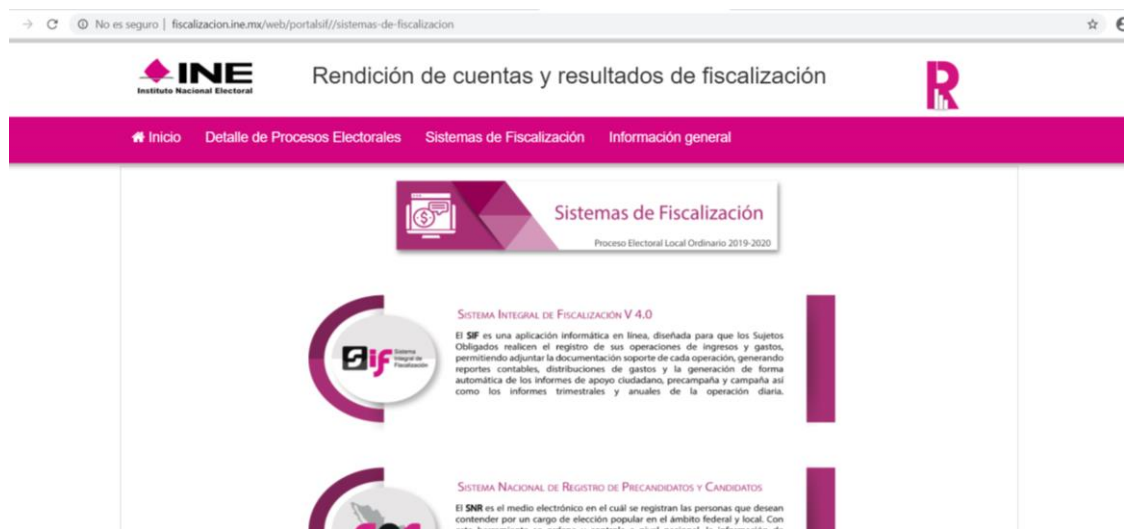 No es seguro | fiscalizacion.ine.mx/web/portalsif//sistemas-de-fiscalizacion
INE
Instituto Nacional Electoral
Rendición de cuentas y resultados de fiscalización
Inicio Detalle de Procesos Electorales Sistemas de Fiscalización Información general
Sistemas de Fiscalización
Proceso Electoral Local Ordinario 2019-2020
SISTEMA INTEGRAL DE FISCALIZACIÓN V 4.0
sif Sistema
Integral de
Fiscalización
El SIF es una aplicación informática en línea, diseñada para que los Sujetos
Obligados realicen el registro de sus operaciones de ingresos y gastos,
permitiendo adjuntar la documentación soporte de cada operación, generando
reportes contables, distribuciones de gastos y la generación de forma
automática de los informes de apoyo ciudadano, precampaña y campaña así
como los informes trimestrales y anuales de la operación diaria.
SISTEMA NACIONAL DE REGISTRO DE PRECANDIDATOS Y CANDIDATOS
El SNR es el medio electrónico en el cuál se registran las personas que desean
contender por un cargo de elección popular en el ámbito federal y local. Con